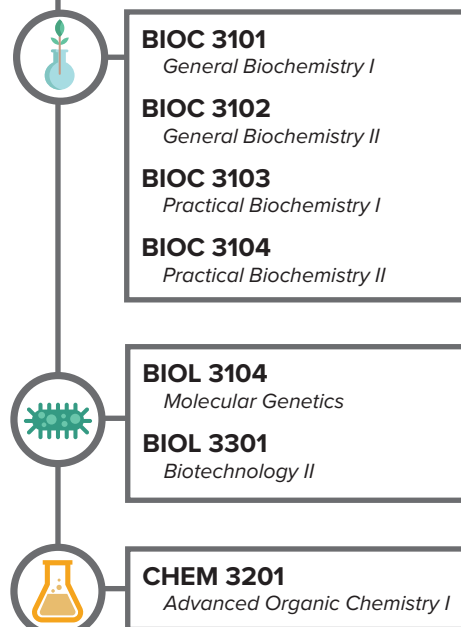 BIOC 3101
General Biochemistry I
BIOC 3102
General Biochemistry II
BIOC 3103
Practical Biochemistry I
BIOC 3104
Practical Biochemistry II
BIOL 3104
Molecular Genetics
BIOL 3301
Biotechnology II
CHEM 3201
Advanced Organic Chemistry I